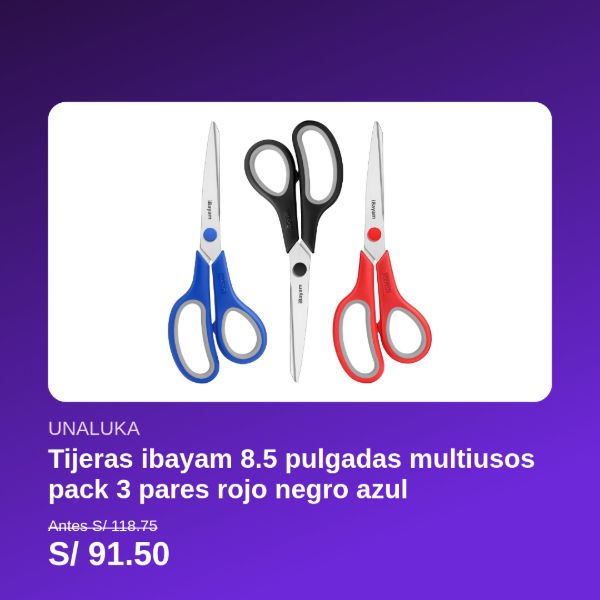 ibayam
ibayam
ibayam
UNALUKA
Tijeras ibayam 8.5 pulgadas multiusos
pack 3 pares rojo negro azul
Antes S/ 118.75
S/ 91.50